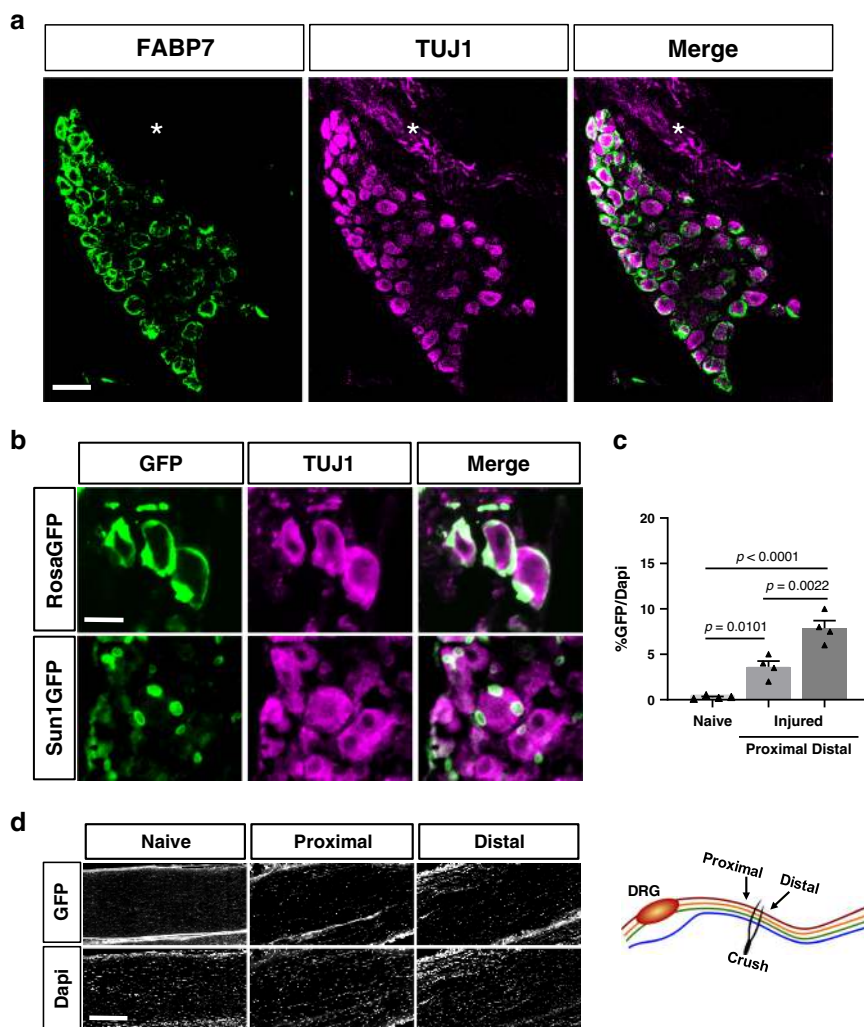 a
FABP7 TUJ1 Merge
*
*
*
b
GFP TUJ1 Merge
RosaGFP
Sun1GFP
c
%GFP/Dapi
20
15
10
5
0
p < 0.0001
p = 0.0022
p = 0.0101
Naive Injured
Proximal Distal
d
Naive Proximal Distal
GFP
Dapi
Proximal
Distal
DRG
Crush